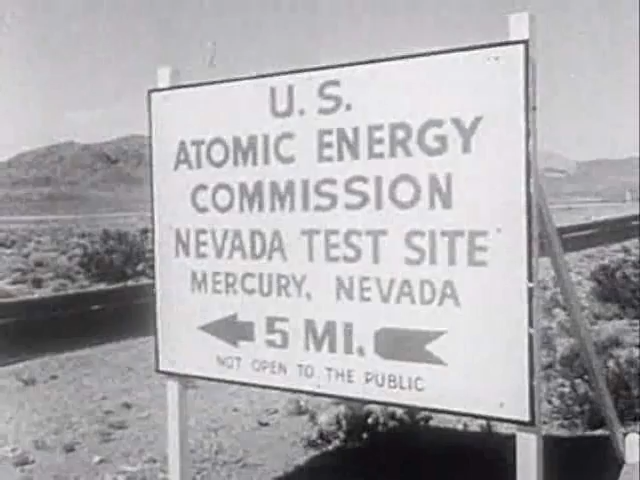 U. S.
ATOMIC ENERGY
COMMISSION
NEVADA TEST SITE
MERCURY, NEVADA
5 MI.
NOT OPEN TO THE PUBLIC